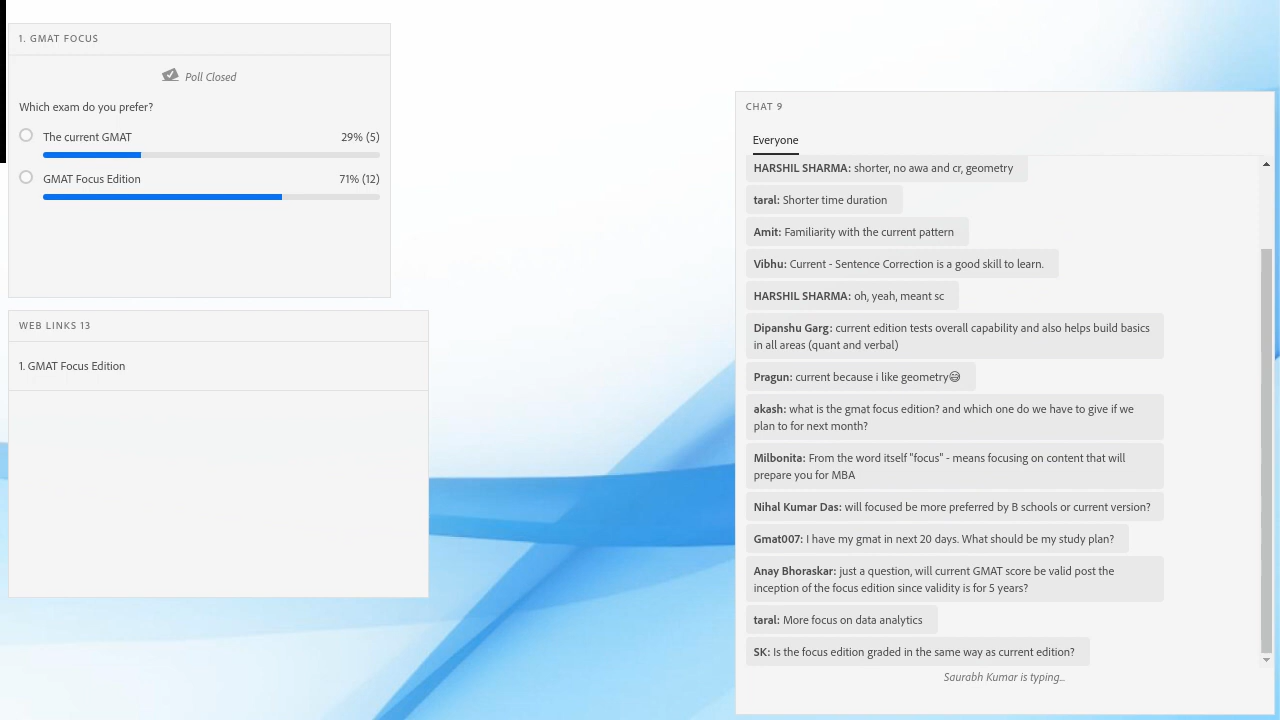 1. GMAT FOCUS
Poll Closed
Which exam do you prefer?
The current GMAT 29% (5)
GMAT Focus Edition 71% (12)
WEB LINKS 13
1. GMAT Focus Edition
CHAT 9
Everyone
HARSHIL SHARMA: shorter, no awa and cr, geometry
taral: Shorter time duration
Amit: Familiarity with the current pattern
Vibhu: Current - Sentence Correction is a good skill to learn.
HARSHIL SHARMA: oh, yeah, meant sc
Dipanshu Garg: current edition tests overall capability and also helps build basics
in all areas (quant and verbal)
Pragun: current because i like geometry😅
akash: what is the gmat focus edition? and which one do we have to give if we
plan to for next month?
Milbonita: From the word itself "focus" - means focusing on content that will
prepare you for MBA
Nihal Kumar Das: will focused be more preferred by B schools or current version?
Gmat007: I have my gmat in next 20 days. What should be my study plan?
Anay Bhoraskar: just a question, will current GMAT score be valid post the
inception of the focus edition since validity is for 5 years?
taral: More focus on data analytics
SK: Is the focus edition graded in the same way as current edition?
Saurabh Kumar is typing...